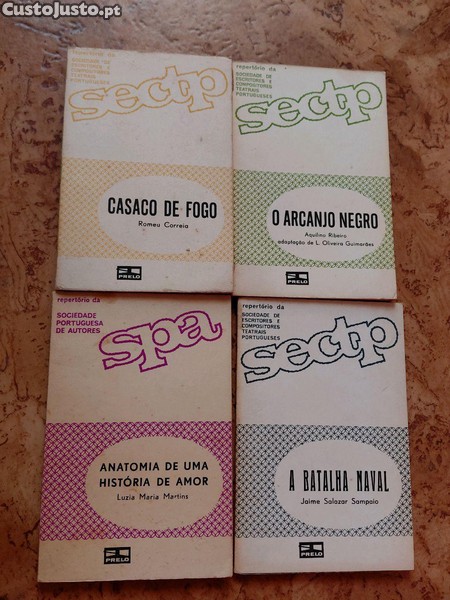 CustoJusto.pt
repertório da
SOCIEDADE DE
ESCRITORES E
COMPOSITORES
TEATRAIS
PORTUGUESES
sectp
CASACO DE FOGO
Romeu Correia
PRELO
repertório da
SOCIEDADE DE
ESCRITORES E
COMPOSITORES
TEATRAIS
PORTUGUESES
sectp
O ARCANJO NEGRO
Aquilino Ribeiro
adaptação de L. Oliveira Guimarães
PRELO
repertório da
SOCIEDADE
PORTUGUESA
DE AUTORES
spa
ANATOMIA DE UMA
HISTÓRIA DE AMOR
Luzia Maria Martins
PRELO
repertório da
SOCIEDADE DE
ESCRITORES E
COMPOSITORES
TEATRAIS
PORTUGUESES
sectp
A BATALHA NAVAL
Jaime Salazar Sampaio
PRELO